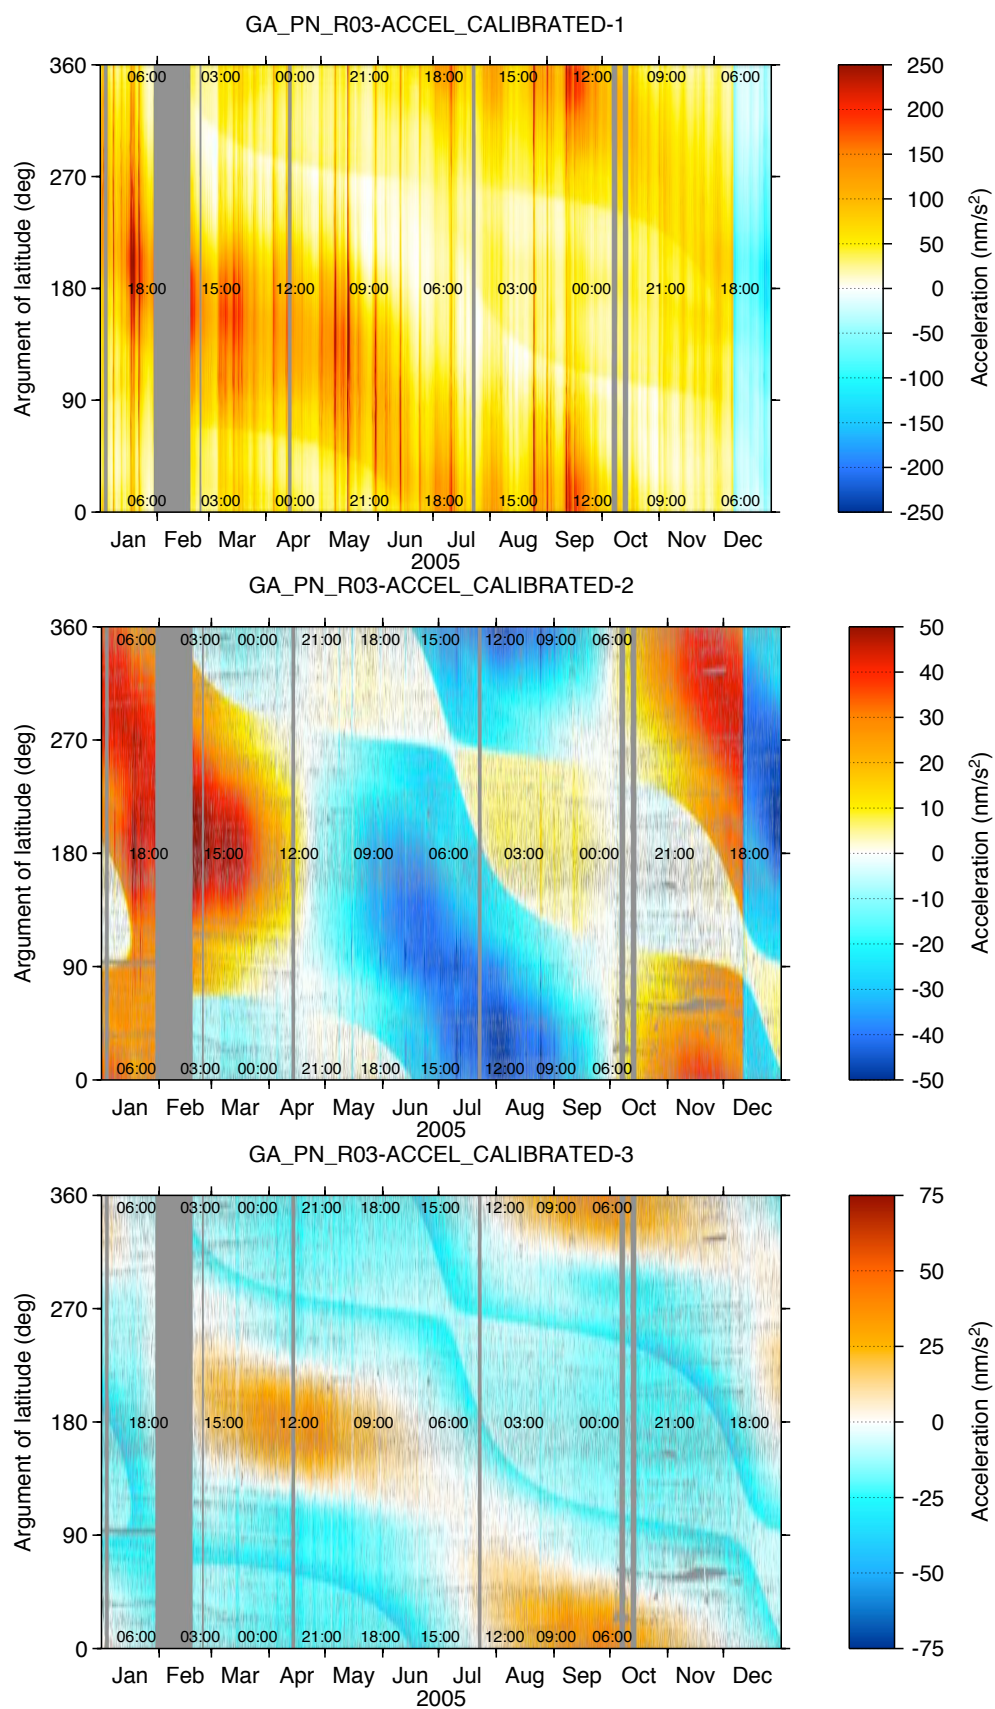 GA_PN_R03-ACCEL_CALIBRATED-1
360
270
180
90
0
Argument of latitude (deg)
06:00 03:00 00:00 21:00 18:00 15:00 12:00 09:00 06:00
18:00 15:00 12:00 09:00 06:00 03:00 00:00 21:00 18:00
06:00 03:00 00:00 21:00 18:00 15:00 12:00 09:00 06:00
Jan Feb Mar Apr May Jun Jul Aug Sep Oct Nov Dec
2005
250
200
150
100
50
0
-50
-100
-150
-200
-250
Acceleration (nm/s²)
GA_PN_R03-ACCEL_CALIBRATED-2
360
270
180
90
0
Argument of latitude (deg)
06:00 03:00 00:00 21:00 18:00 15:00 12:00 09:00 06:00
18:00 15:00 12:00 09:00 06:00 03:00 00:00 21:00 18:00
06:00 03:00 00:00 21:00 18:00 15:00 12:00 09:00 06:00
Jan Feb Mar Apr May Jun Jul Aug Sep Oct Nov Dec
2005
50
40
30
20
10
0
-10
-20
-30
-40
-50
Acceleration (nm/s²)
GA_PN_R03-ACCEL_CALIBRATED-3
360
270
180
90
0
Argument of latitude (deg)
06:00 03:00 00:00 21:00 18:00 15:00 12:00 09:00 06:00
18:00 15:00 12:00 09:00 06:00 03:00 00:00 21:00 18:00
06:00 03:00 00:00 21:00 18:00 15:00 12:00 09:00 06:00
Jan Feb Mar Apr May Jun Jul Aug Sep Oct Nov Dec
2005
75
50
25
0
-25
-50
-75
Acceleration (nm/s²)